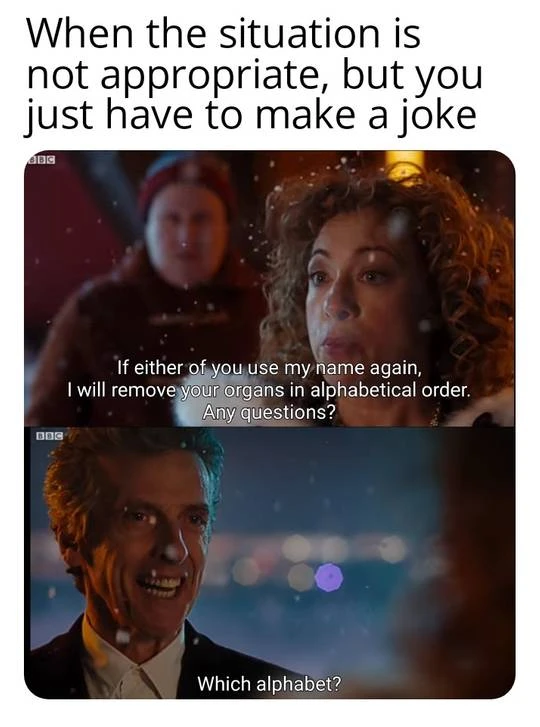 When the situation is
not appropriate, but you
just have to make a joke
BBC
If either of you use my name again,
I will remove your organs in alphabetical order.
Any questions?
BBC
Which alphabet?